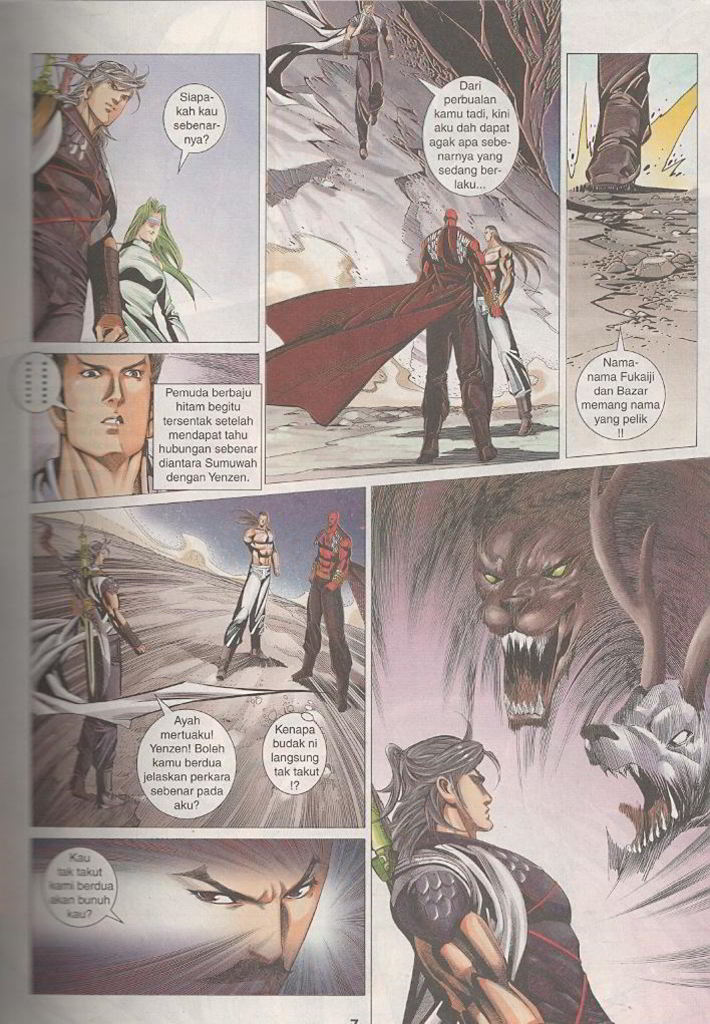 Siapa-
kah kau
sebenar-
nya?
Dari
perbualan
kamu tadi, kini
aku dah dapat
agak apa sebe-
narnya yang
sedang ber-
laku...
Nama-
nama Fukaiji
dan Bazar
memang nama
yang pelik
!!
Pemuda berbaju
hitam begitu
tersentak setelah
mendapat tahu
hubungan sebenar
diantara Sumuwah
dengan Yenzen.
Ayah
mertuaku!
Yenzen! Boleh
kamu berdua
jelaskan perkara
sebenar pada
aku?
Kenapa
budak ni
langsung
tak takut
!?
Kau
tak takut
kami berdua
akan bunuh
kau?
7